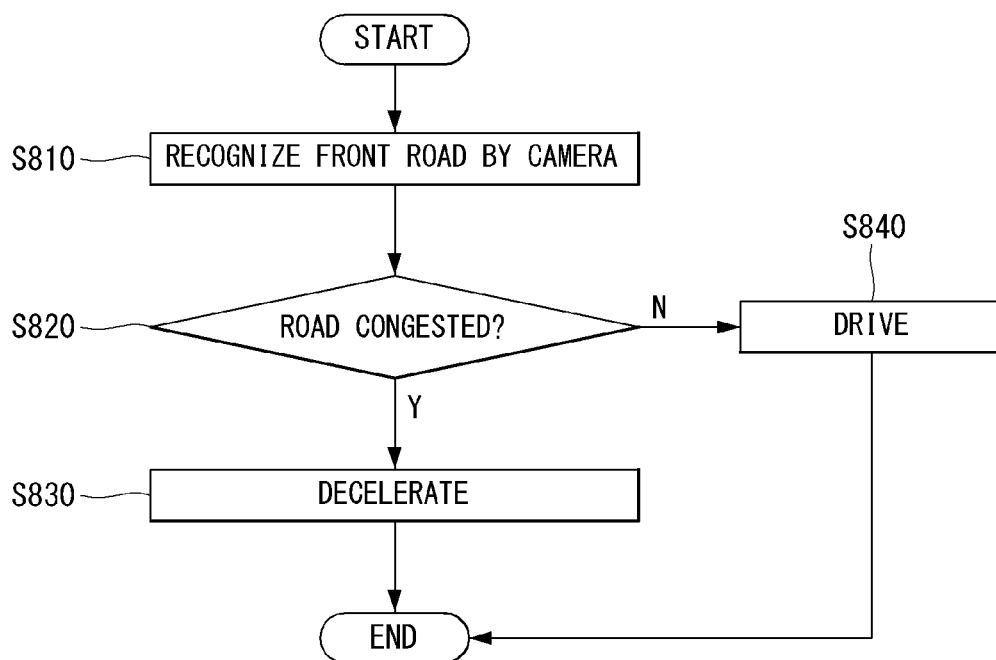 START
S810
RECOGNIZE FRONT ROAD BY CAMERA
S840
S820
ROAD CONGESTED?
N
DRIVE
Y
S830
DECELERATE
END